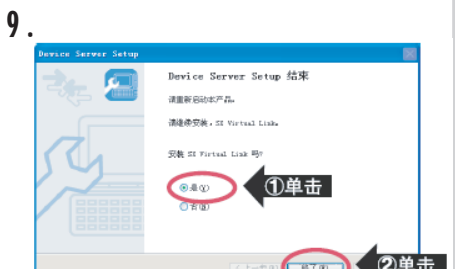 9.
Device Server Setup
Device Server Setup 结束
请重新启动本产品。
请继续安装, SX Virtual Link。
安装 SX Virtual Link 吗?
是(Y)
①单击
否(N)
②单击